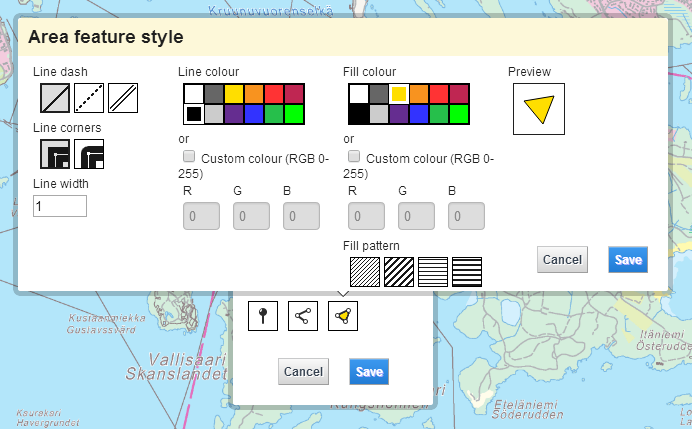 Kruunuvuorenselkä
Area feature style
Line dash
Line colour
Fill colour
Preview
or
or
Line corners
Custom colour (RGB 0-
255)
Custom colour (RGB 0-
255)
Line width
R G B
R G B
1
0 0 0
0 0 0
Fill pattern
Cancel Save
Kustaanmiekka
Gustavssvärd
Vallisaari
Skanslandet
Cancel Save
Itäniemi
Österudden
Eteläniemi
Söderudden
Kaurakari
Havergrundet